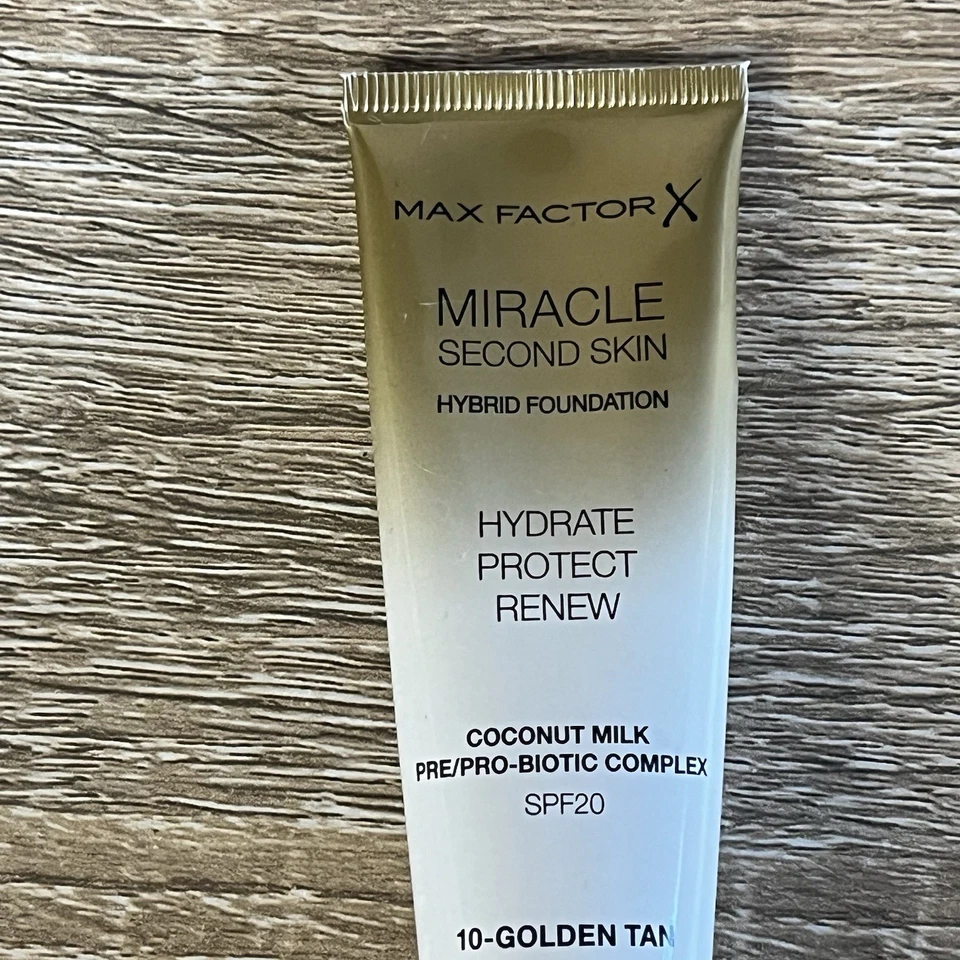 MAX FACTOR X
MIRACLE
SECOND SKIN
HYBRID FOUNDATION
HYDRATE
PROTECT
RENEW
COCONUT MILK
PRE/PRO-BIOTIC COMPLEX
SPF20
10-GOLDEN TAN